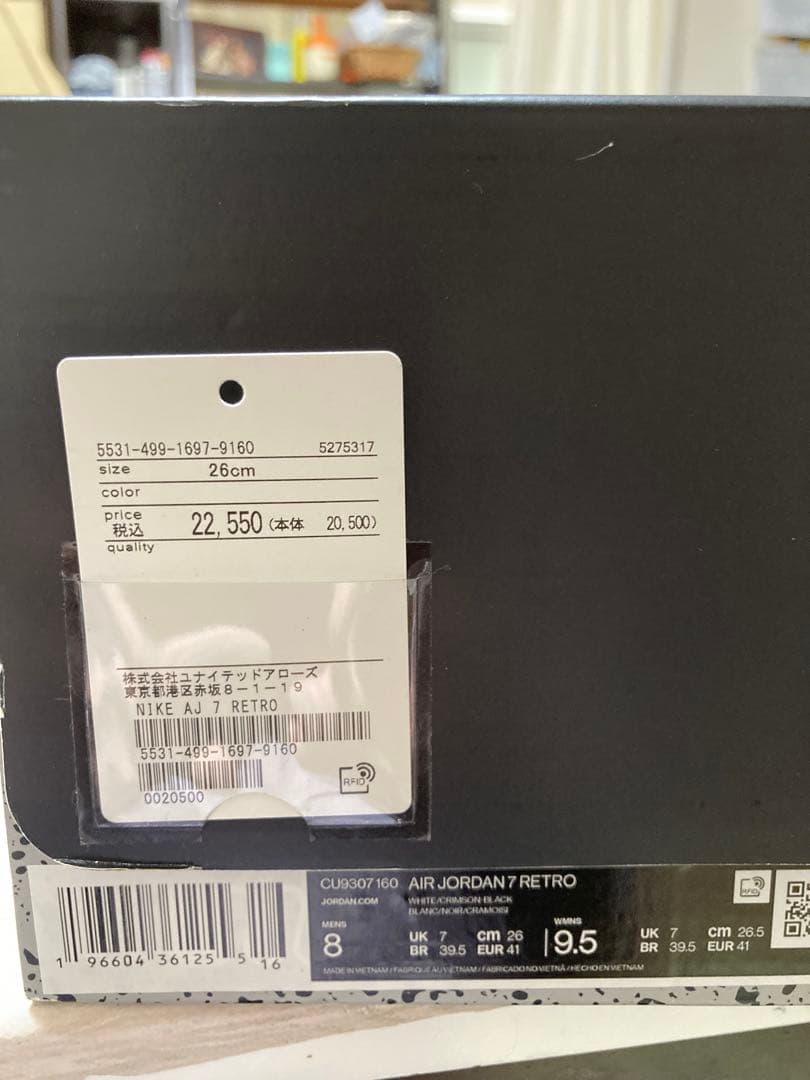 5531-499-1697-9160 5275317
size 26cm
color
price
税込 22,550 (本体 20,500)
quality
株式会社ユナイテッドアローズ
東京都港区赤坂8-1-19
NIKE AJ 7 RETRO
5531-499-1697-9160
0020500
RFID
CU9307 160 AIR JORDAN 7 RETRO
JORDAN.COM
WHITE/CRIMSON-BLACK
BLANC/NOIR/CRAMOISI
MENS
8
UK 7 cm 26
BR 39.5 EUR 41
WMNS
9.5
UK 7 cm 26.5
BR 39.5 EUR 41
MADE IN VIETNAM / FABRIQUÉ AU VIETNAM / FABRICADO NO VIETNÃ / HECHO EN VIETNAM
1 96604 36125 5 16